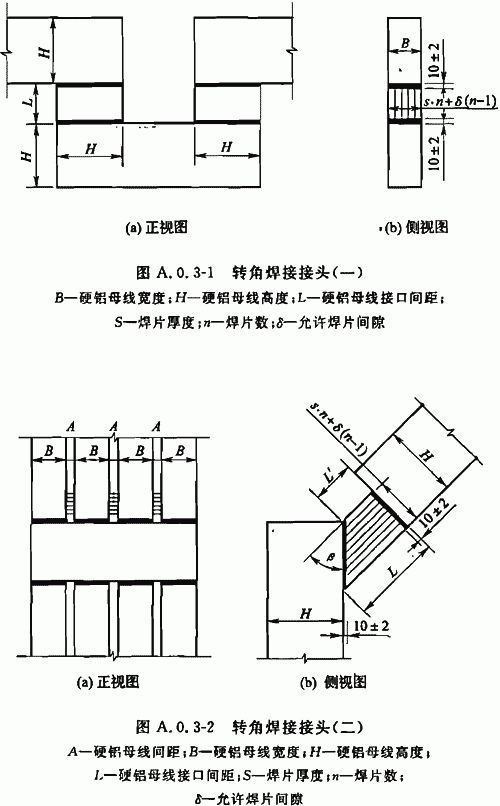 H
L
H
H
H
B
10±2
s·n+δ(n-1)
10±2
(a) 正视图
(b) 侧视图
图 A.0.3-1 转角焊接接头(一)
B—硬铝母线宽度;H—硬铝母线高度;L—硬铝母线接口间距;
S—焊片厚度;n—焊片数;δ—允许焊片间隙
A A A
B B B B
s·n+δ(n-1)
L′
H
10±2
β
L
H
10±2
(a) 正视图
(b) 侧视图
图 A.0.3-2 转角焊接接头(二)
A—硬铝母线间距;B—硬铝母线宽度;H—硬铝母线高度;
L—硬铝母线接口间距;S—焊片厚度;n—焊片数;
δ—允许焊片间隙